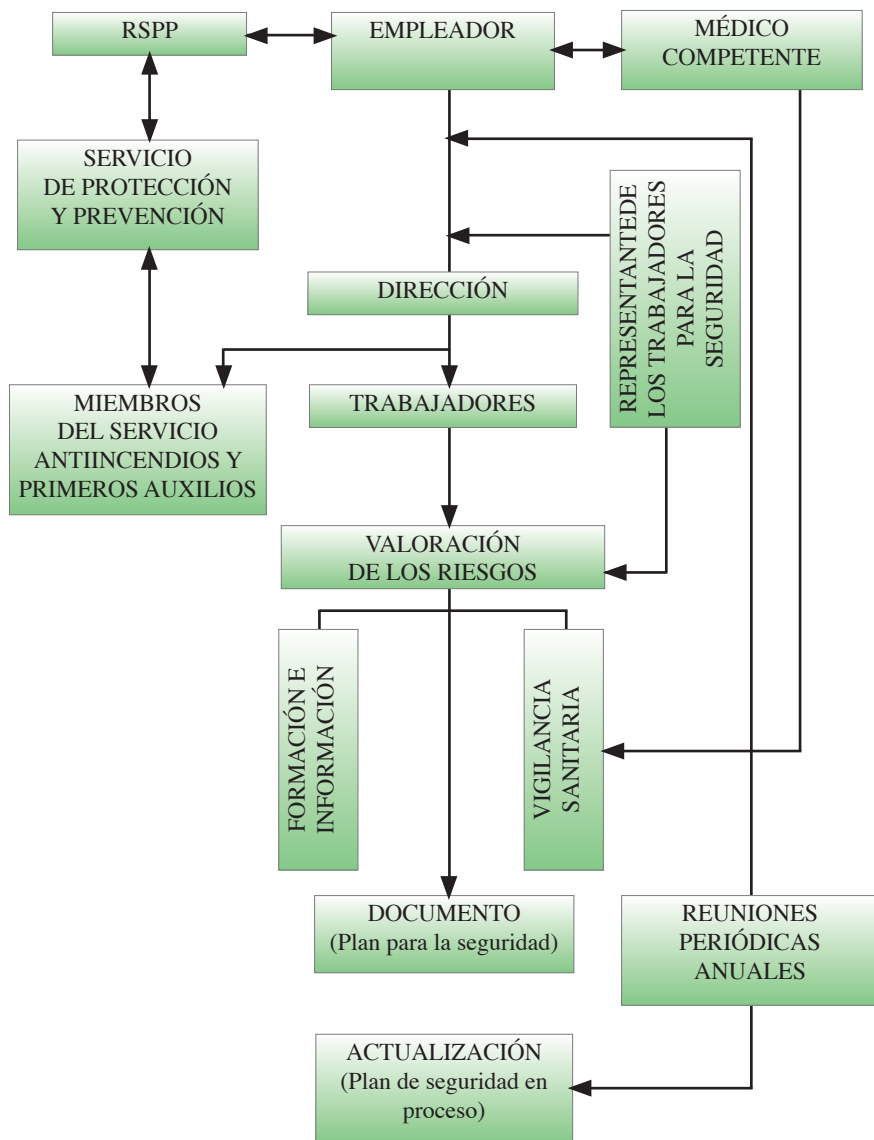 RSPP
EMPLEADOR
MÉDICO
COMPETENTE
SERVICIO
DE PROTECCIÓN
Y PREVENCIÓN
REPRESENTANTEDE
LOS TRABAJADORES
PARA LA
SEGURIDAD
DIRECCIÓN
MIEMBROS
DEL SERVICIO
ANTIINCENDIOS Y
PRIMEROS AUXILIOS
TRABAJADORES
VALORACIÓN
DE LOS RIESGOS
FORMACIÓN E
INFORMACIÓN
VIGILANCIA
SANITARIA
DOCUMENTO
(Plan para la seguridad)
REUNIONES
PERIÓDICAS
ANUALES
ACTUALIZACIÓN
(Plan de seguridad en
proceso)